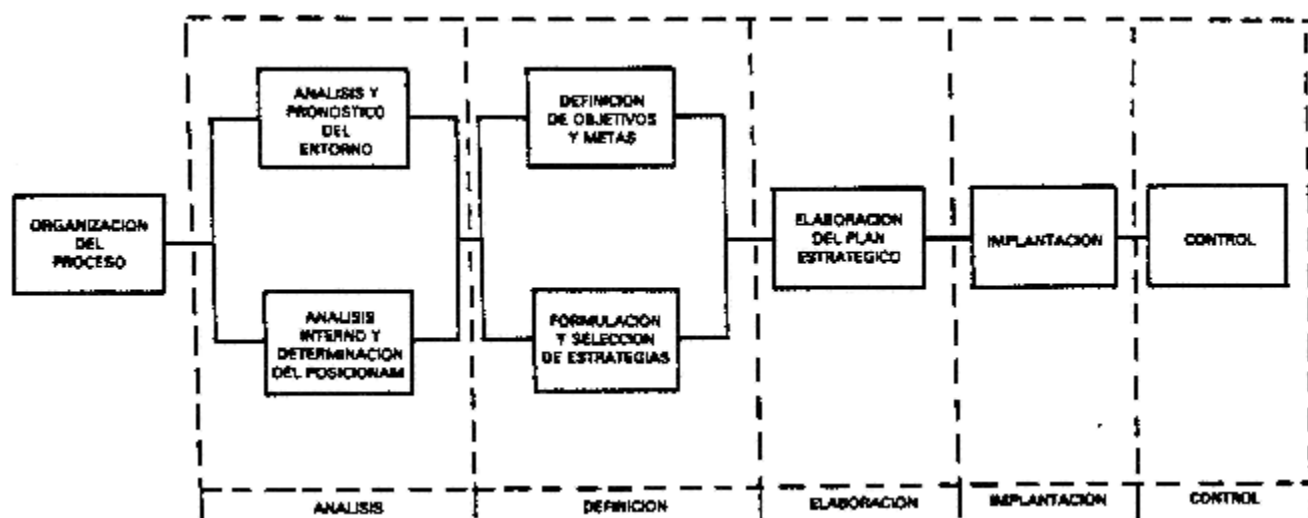 ORGANIZACION
DEL
PROCESO
ANALISIS Y
PRONOSTICO
DEL
ENTORNO
ANALISIS
INTERNO Y
DETERMINACION
DEL POSICIONAM
DEFINICION
DE OBJETIVOS
Y METAS
FORMULACION
Y SELECCION
DE ESTRATEGIAS
ELABORACION
DEL PLAN
ESTRATEGICO
IMPLANTACION
CONTROL
ANALISIS
DEFINICION
ELABORACION
IMPLANTACION
CONTROL